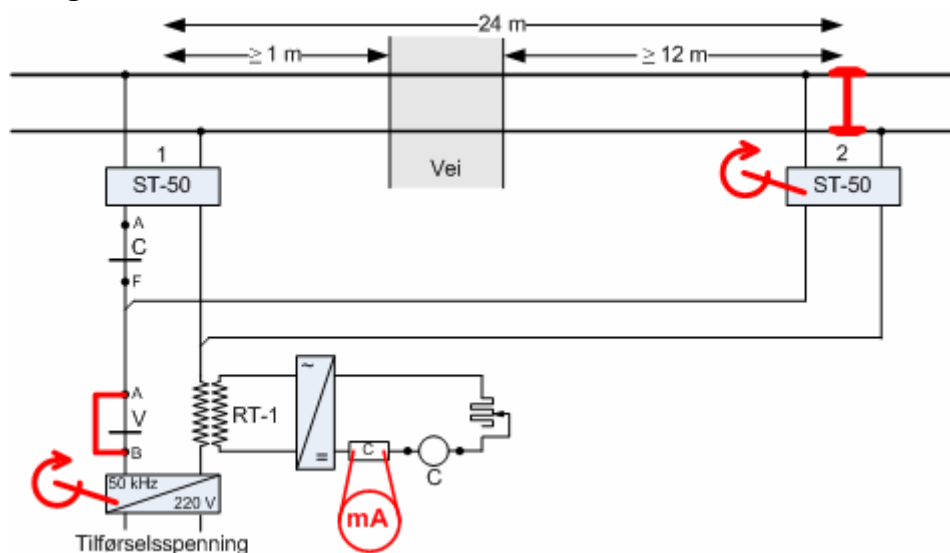 24 m
≥ 1 m
≥ 12 m
Vei
1
ST-50
2
ST-50
A
C
F
A
V
B
RT-1
~
=
C
C
mA
50 kHz
220 V
Tilførselsspenning